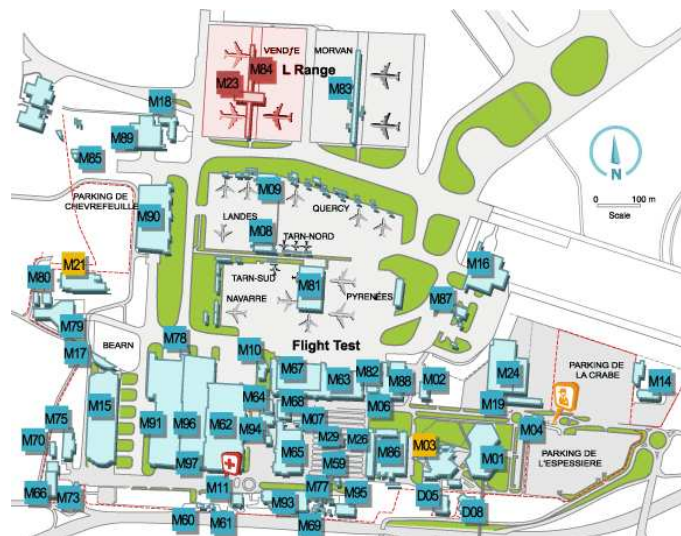 VENDƒE
MORVAN
M84
L Range
M23
M83
M18
M89
M85
N
0 100 m
Scale
PARKING DE
CHEVREFEUILLE
M09
M90
LANDES
QUERCY
M08
TARN-NORD
M21
M80
TARN-SUD
M81
M16
NAVARRE
PYRENÉES
M87
M79
M17
BEARN
M78
Flight Test
M10
M67
M82
M63
M88
M02
M24
PARKING DE
LA CRABE
M14
M15
M64
M68
M06
M19
M75
M91
M96
M62
M94
M07
M29
M26
M04
M70
M65
M86
M03
M01
PARKING DE
L'ESPESSIERE
M97
M59
M66
M73
M11
M77
M95
M93
D05
M60
M61
M69
D08